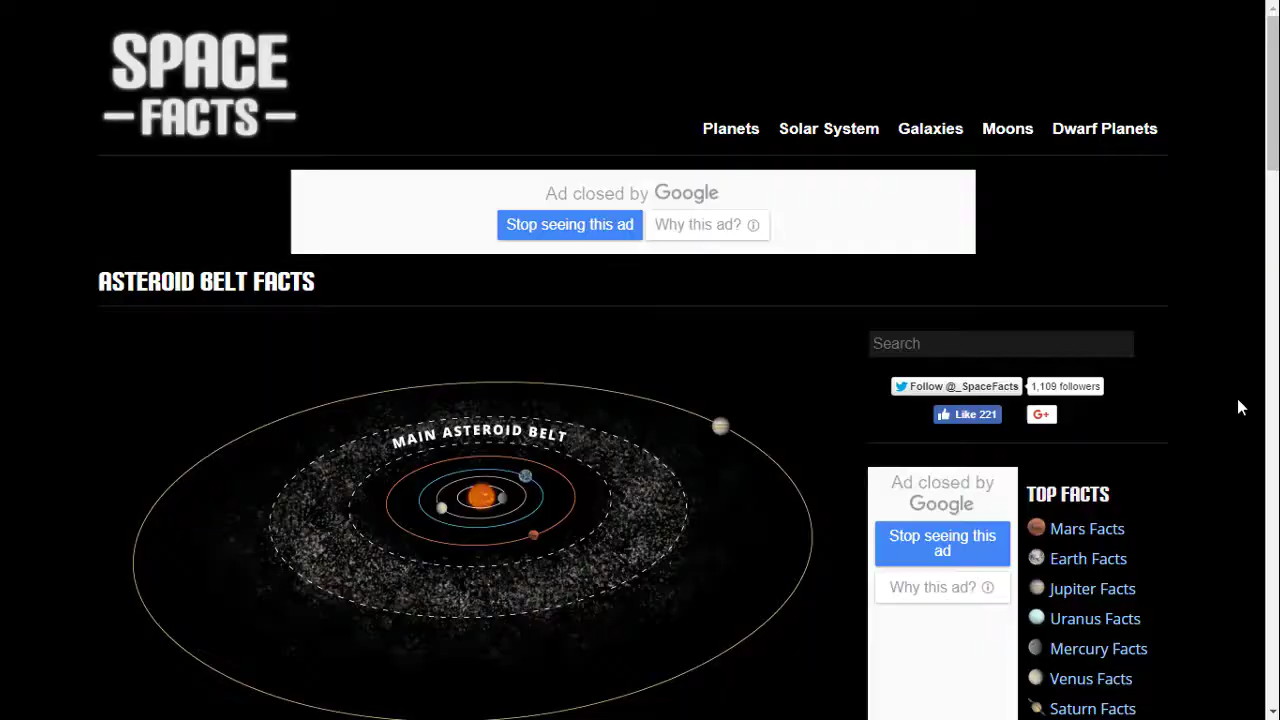 SPACE
FACTS
Planets Solar System Galaxies Moons Dwarf Planets
Ad closed by Google
Stop seeing this ad Why this ad?
ASTEROID BELT FACTS
Search
Follow @_SpaceFacts 1,109 followers
Like 221 G+
MAIN ASTEROID BELT
Ad closed by
Google
Stop seeing this
ad
Why this ad?
TOP FACTS
Mars Facts
Earth Facts
Jupiter Facts
Uranus Facts
Mercury Facts
Venus Facts
Saturn Facts